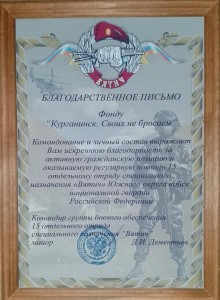 ВЯТИЧ
БЛАГОДАРСТВЕННОЕ ПИСЬМО
Фонду
"Курганинск. Своих не бросаем"
Командование и личный состав выражает
Вам искреннюю благодарность за
активную гражданскую позицию и
оказываемую регулярную помощь 15
отдельному отряду специального
назначения «Вятич» Южного округа войск
национальной гвардии
Российской Федерации
Командир группы боевого обеспечения
15 отдельного отряда
специального назначения "Вятич"
майор Д.И. Дементьев